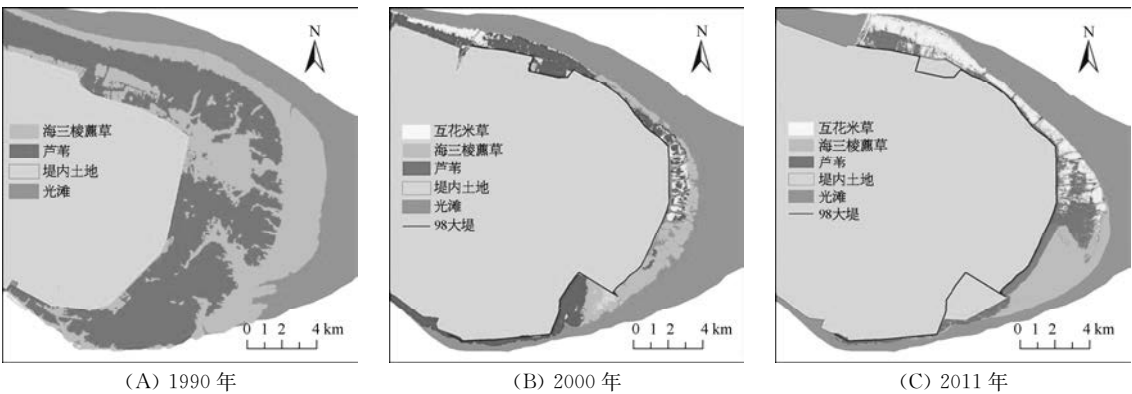 N
海三棱藨草
芦苇
堤内土地
光滩
0 1 2 4 km
(A) 1990 年
N
互花米草
海三棱藨草
芦苇
堤内土地
光滩
98大堤
0 1 2 4 km
(B) 2000 年
N
互花米草
海三棱藨草
芦苇
堤内土地
光滩
98大堤
0 1 2 4 km
(C) 2011 年